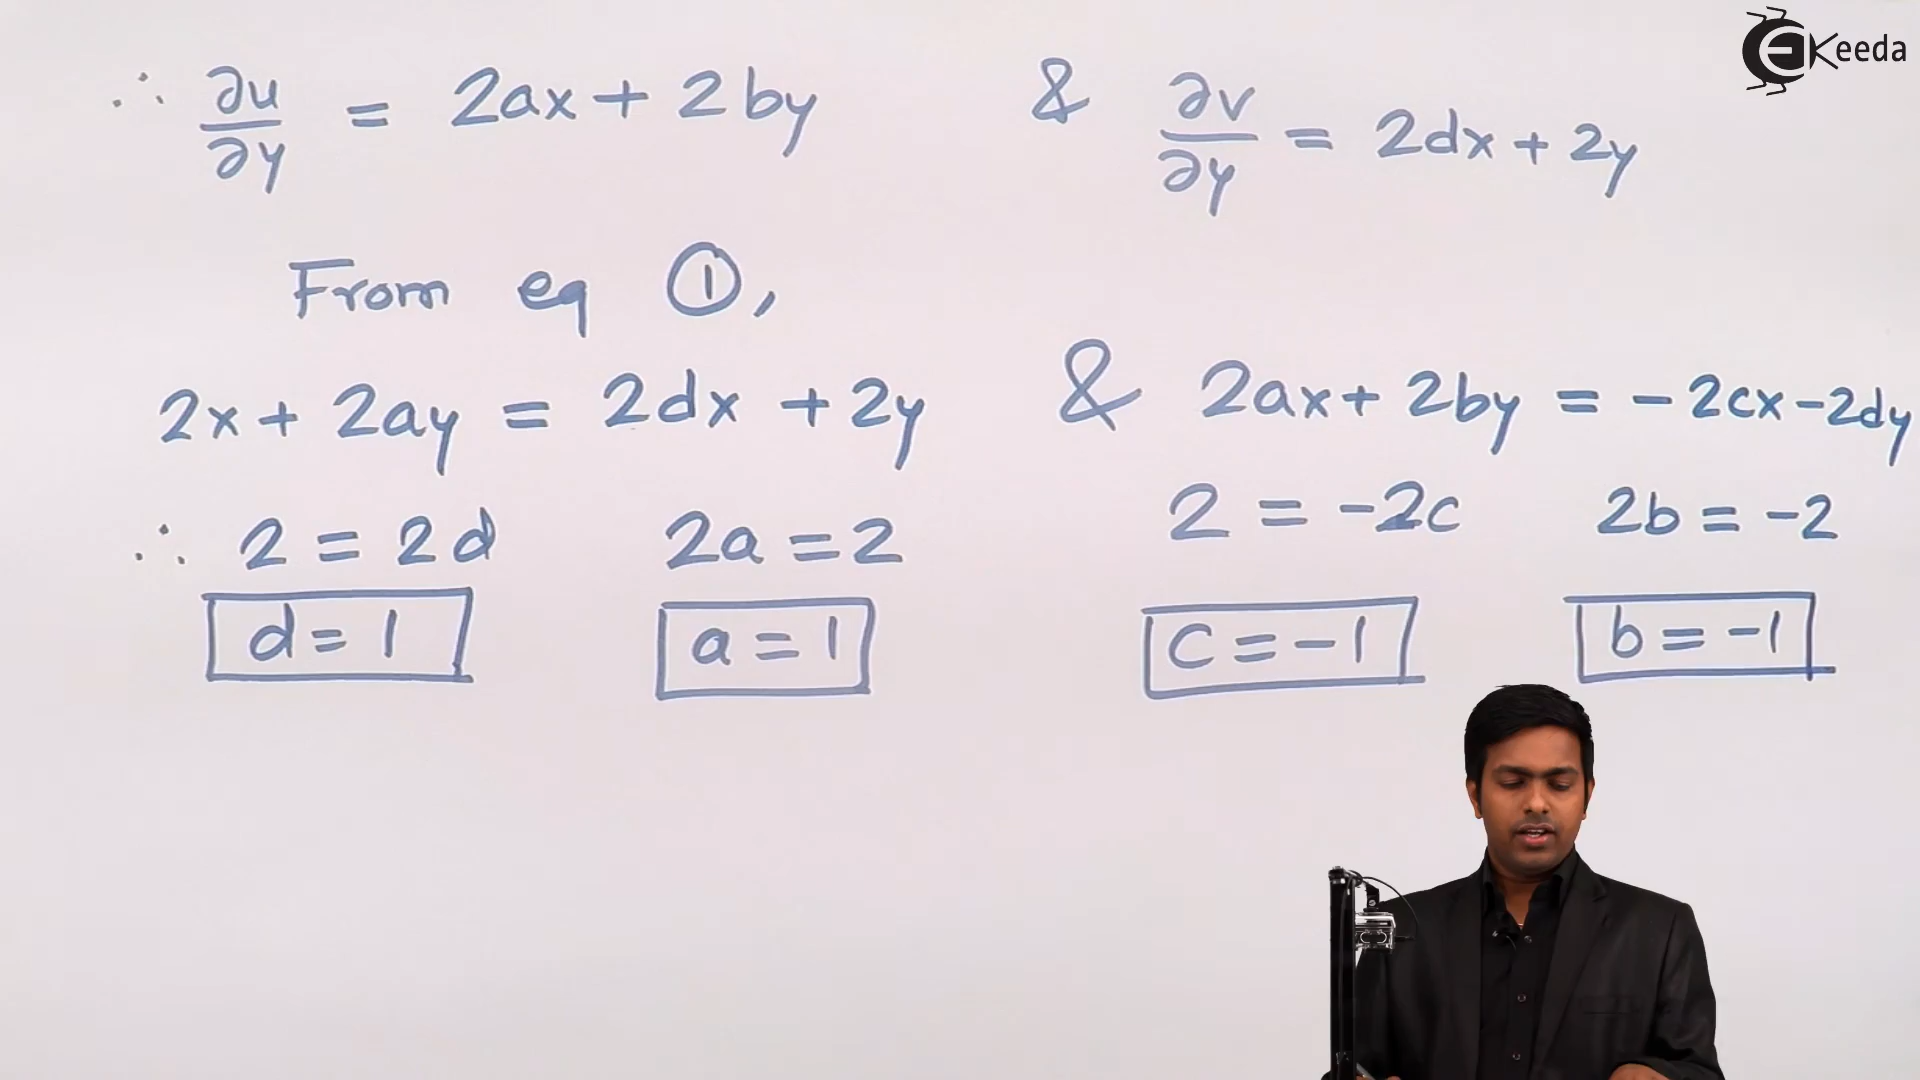 EKeeda
∴ ∂u/∂y = 2ax + 2by & ∂v/∂y = 2dx + 2y
From eq ①,
2x + 2ay = 2dx + 2y & 2ax + 2by = -2cx - 2dy
∴ 2 = 2d 2a = 2 2 = -2c 2b = -2
d = 1 a = 1 c = -1 b = -1